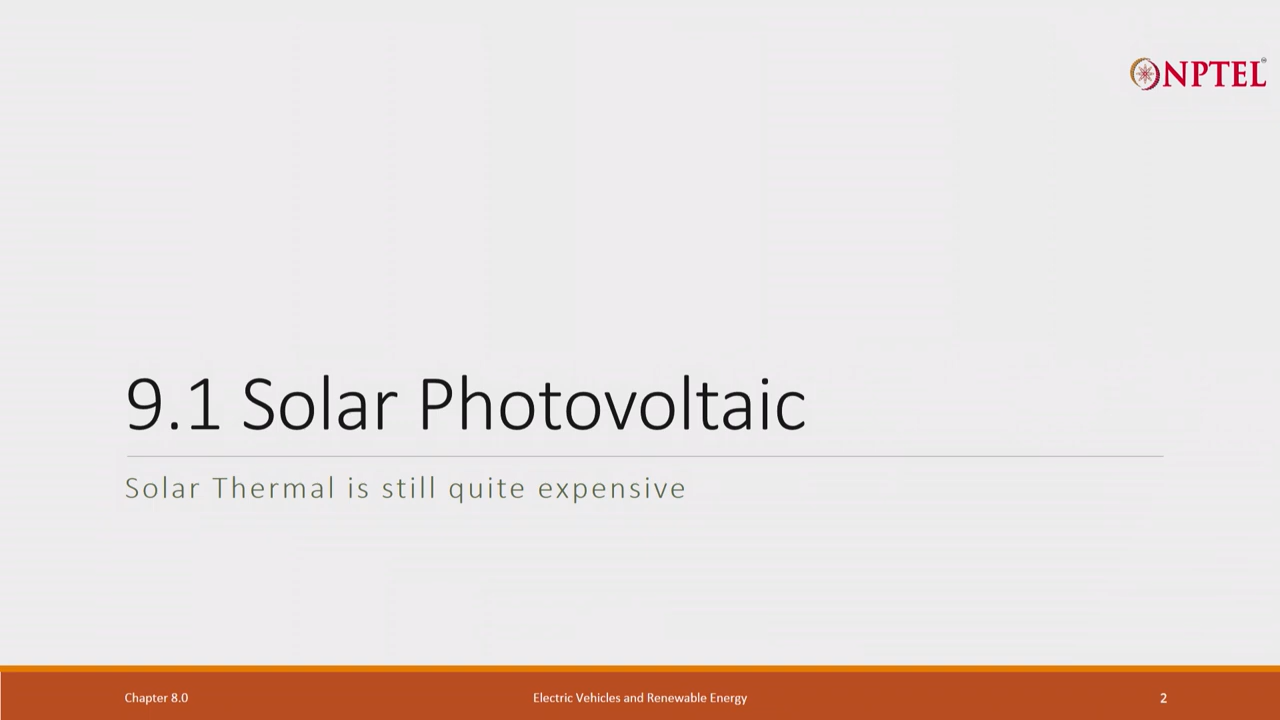 NPTEL
9.1 Solar Photovoltaic
Solar Thermal is still quite expensive
Chapter 8.0
Electric Vehicles and Renewable Energy
2